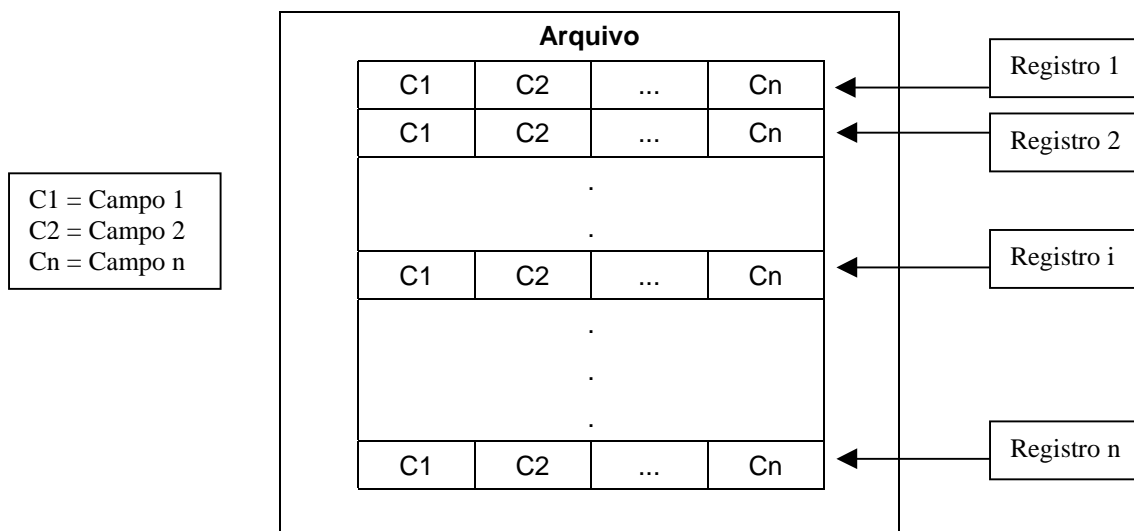 Arquivo
C1 C2 ... Cn
Registro 1
C1 C2 ... Cn
Registro 2
.
.
C1 = Campo 1
C2 = Campo 2
Cn = Campo n
C1 C2 ... Cn
Registro i
.
.
.
C1 C2 ... Cn
Registro n